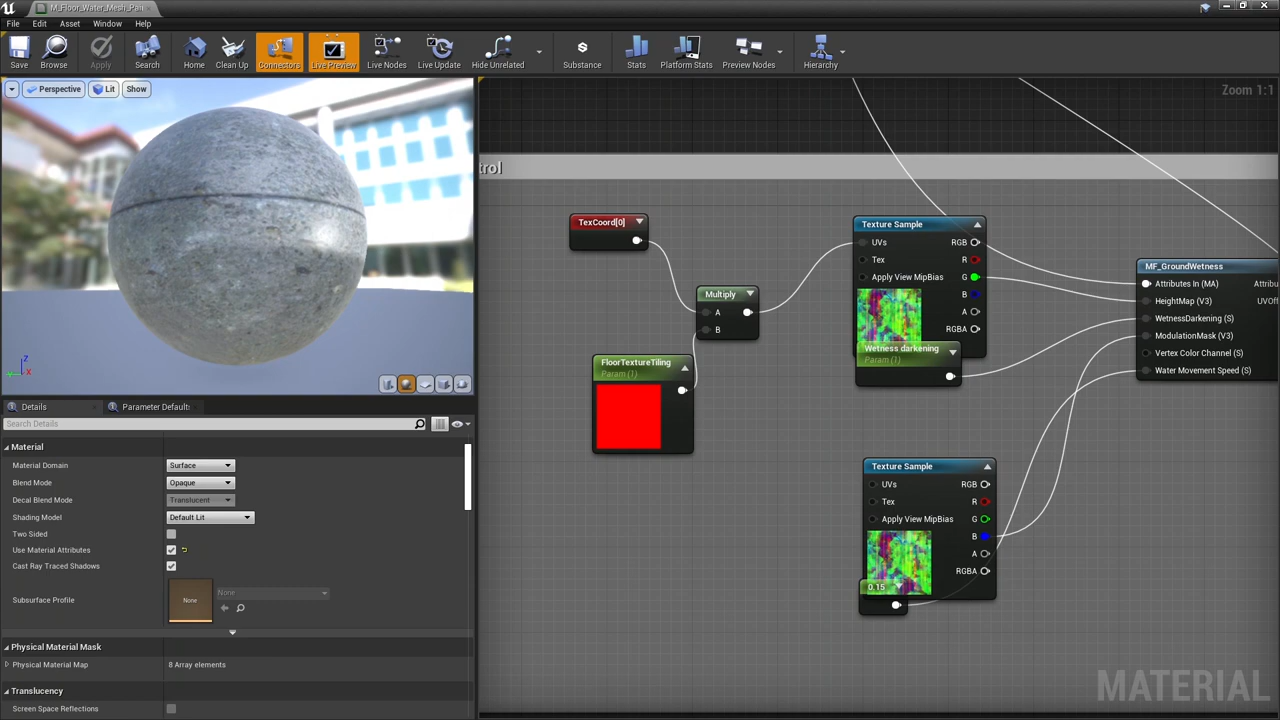 M_Floor_Water_Mesh_Pain
File Edit Asset Window Help
Save Browse Apply Search Home Clean Up Connectors Live Preview Live Nodes Live Update Hide Unrelated Substance Stats Platform Stats Preview Nodes Hierarchy
Perspective Lit Show
Zoom 1:1
trol
TexCoord[0]
Multiply
A
B
FloorTextureTiling
Param (1)
Texture Sample
UVs RGB
Tex R
Apply View MipBias G
B
A
RGBA
Wetness darkening
Param (1)
Texture Sample
UVs RGB
Tex R
Apply View MipBias G
B
A
RGBA
0.15
MF_GroundWetness
Attributes In (MA) Attribu
HeightMap (V3) UVOff
WetnessDarkening (S)
ModulationMask (V3)
Vertex Color Channel (S)
Water Movement Speed (S)
MATERIAL
Z
Y
X
Details Parameter Defaults
Search Details
Material
Material Domain Surface
Blend Mode Opaque
Decal Blend Mode Translucent
Shading Model Default Lit
Two Sided
Use Material Attributes
Cast Ray Traced Shadows
Subsurface Profile None None
Physical Material Mask
Physical Material Map 8 Array elements
Translucency
Screen Space Reflections